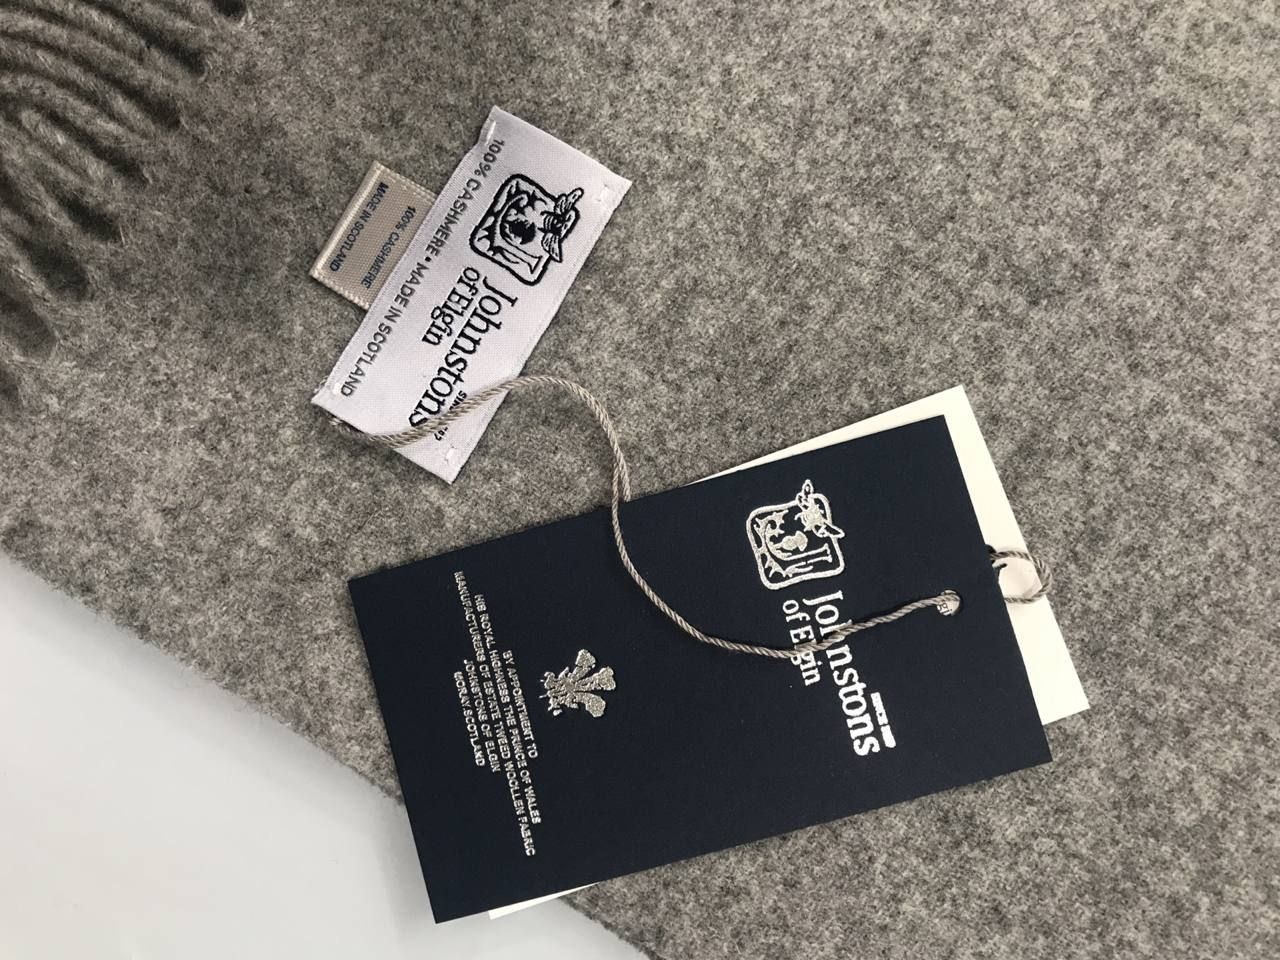 Johnstons
of Elgin
100% CASHMERE • MADE IN SCOTLAND
100% CASHMERE
MADE IN SCOTLAND
Johnstons
of Elgin
BY APPOINTMENT TO
HIS ROYAL HIGHNESS THE PRINCE OF WALES
MANUFACTURERS OF ESTATE TWEED WOOLLEN FABRIC
JOHNSTONS OF ELGIN
MORAY, SCOTLAND